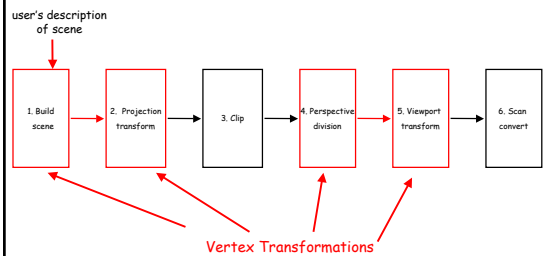 user's description
of scene
1. Build
scene
2. Projection
transform
3. Clip
4. Perspective
division
5. Viewport
transform
6. Scan
convert
Vertex Transformations